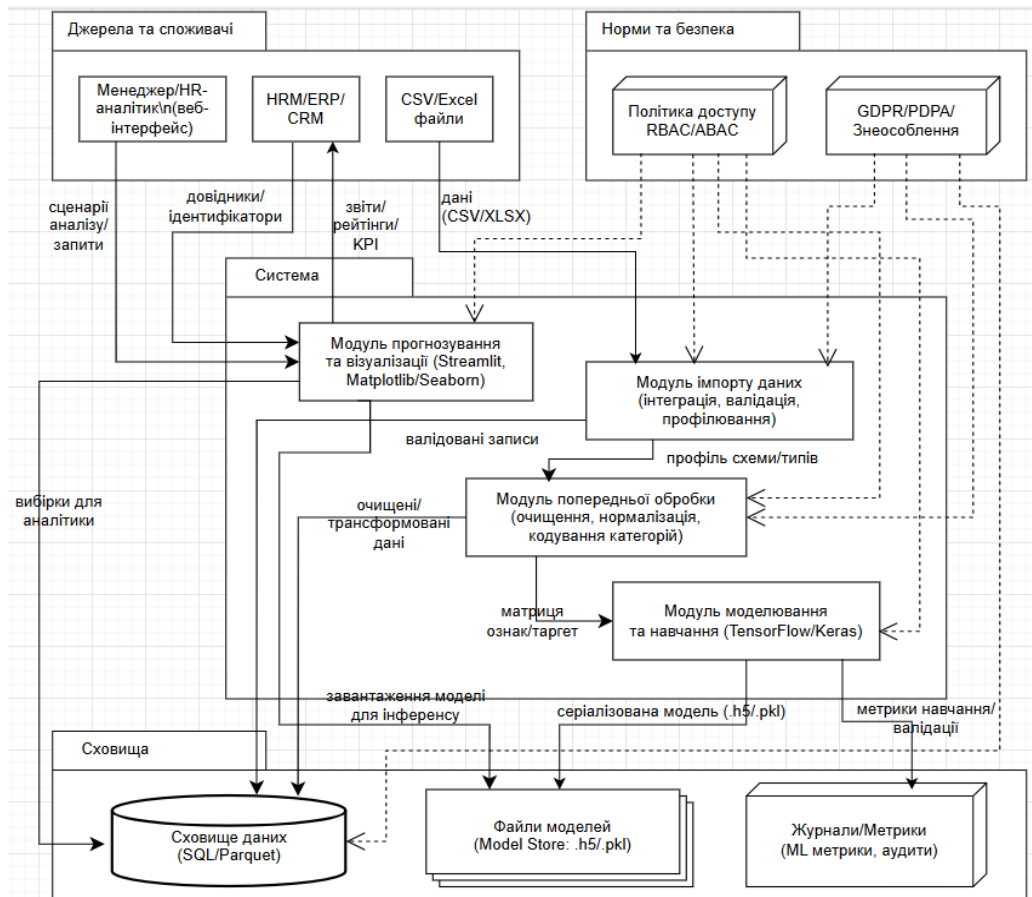 Джерела та споживачі
Норми та безпека
Менеджер/HR-
аналітик\n(веб-
інтерфейс)
HRM/ERP/
CRM
CSV/Excel
файли
Політика доступу
RBAC/ABAC
GDPR/PDPA/
Знеособлення
сценарії
аналізу/
запити
довідники/
ідентифікатори
звіти/
рейтинги/
KPI
дані
(CSV/XLSX)
Система
Модуль прогнозування
та візуалізації (Streamlit,
Matplotlib/Seaborn)
Модуль імпорту даних
(інтеграція, валідація,
профілювання)
валідовані записи
профіль схеми/типів
вибірки для
аналітики
очищені/
трансформовані
дані
Модуль попередньої обробки
(очищення, нормалізація,
кодування категорій)
матриця
ознак/таргет
Модуль моделювання
та навчання (TensorFlow/Keras)
завантаження моделі
для інференсу
серіалізована модель (.h5/.pkl)
метрики навчання/
валідації
Сховища
Сховище даних
(SQL/Parquet)
Файли моделей
(Model Store: .h5/.pkl)
Журнали/Метрики
(ML метрики, аудити)